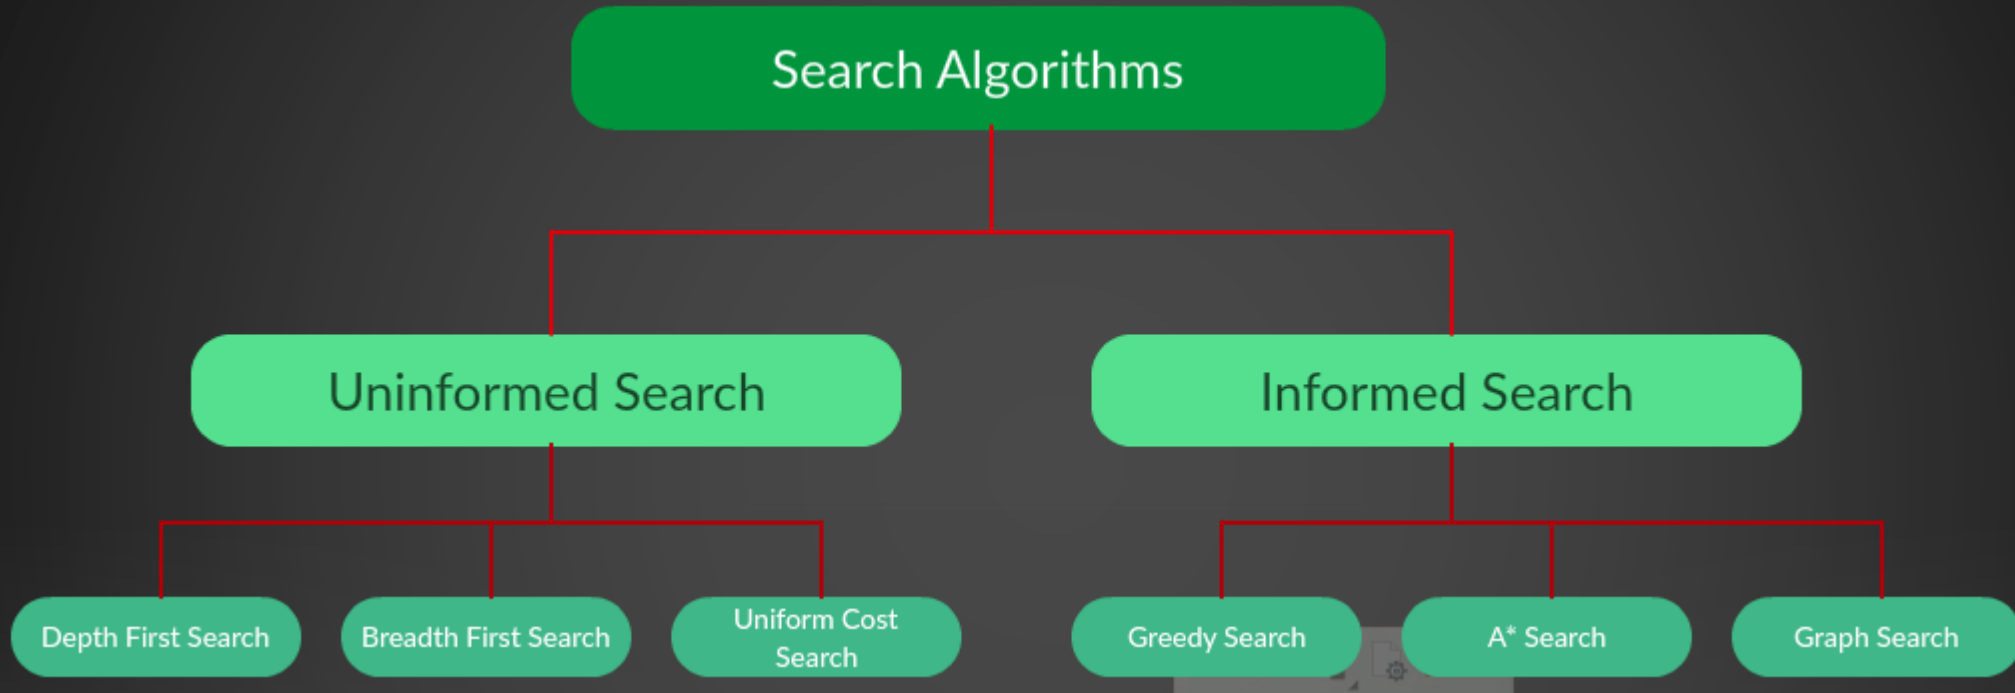 Search Algorithms
Uninformed Search
Informed Search
Depth First Search
Breadth First Search
Uniform Cost
Search
Greedy Search
A* Search
Graph Search